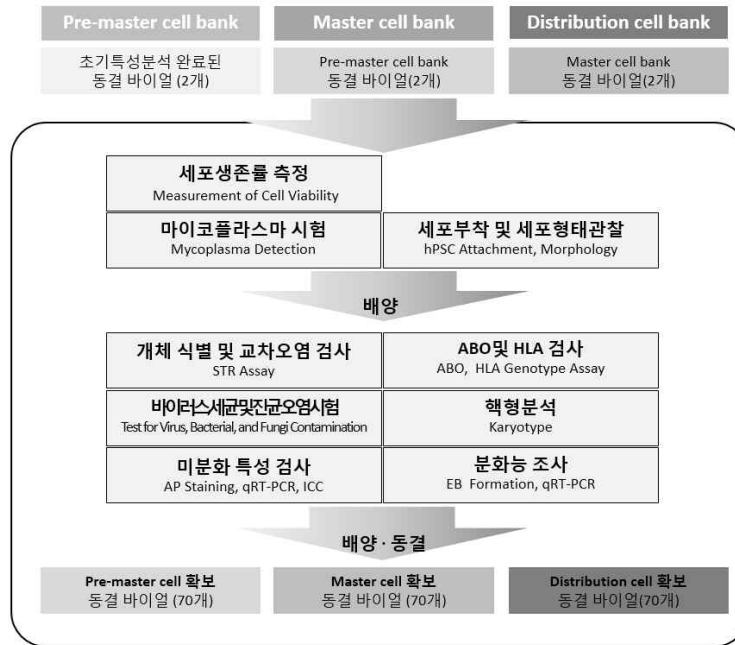 Pre-master cell bank
Master cell bank
Distribution cell bank
초기특성분석 완료된
동결 바이얼 (2개)
Pre-master cell bank
동결 바이얼(2개)
Master cell bank
동결 바이얼(2개)
세포생존률 측정
Measurement of Cell Viability
마이코플라스마 시험
Mycoplasma Detection
세포부착 및 세포형태관찰
hPSC Attachment, Morphology
배양
개체 식별 및 교차오염 검사
STR Assay
ABO및 HLA 검사
ABO, HLA Genotype Assay
바이러스세균및진균오염시험
Test for Virus, Bacterial, and Fungi Contamination
핵형분석
Karyotype
미분화 특성 검사
AP Staining, qRT-PCR, ICC
분화능 조사
EB Formation, qRT-PCR
배양 · 동결
Pre-master cell 확보
동결 바이얼 (70개)
Master cell 확보
동결 바이얼 (70개)
Distribution cell 확보
동결 바이얼 (70개)